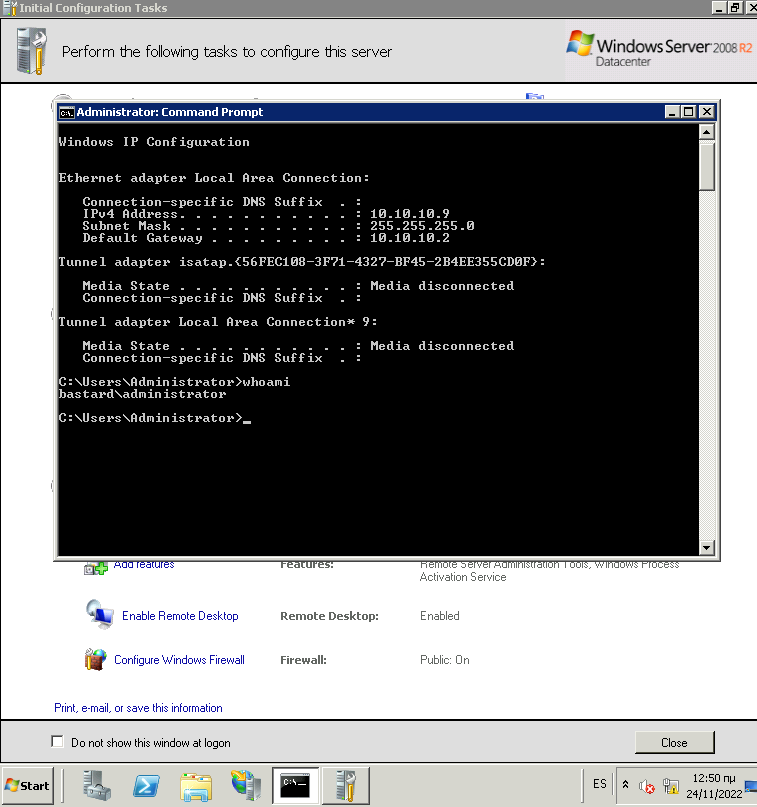 Initial Configuration Tasks
Perform the following tasks to configure this server
Windows Server 2008 R2
Datacenter
Administrator: Command Prompt
Windows IP Configuration
Ethernet adapter Local Area Connection:
Connection-specific DNS Suffix  . :
IPv4 Address. . . . . . . . . . . : 10.10.10.9
Subnet Mask . . . . . . . . . . . : 255.255.255.0
Default Gateway . . . . . . . . . : 10.10.10.2
Tunnel adapter isatap.{56FEC108-3F71-4327-BF45-2B4EE355CD0F}:
Media State . . . . . . . . . . . : Media disconnected
Connection-specific DNS Suffix  . :
Tunnel adapter Local Area Connection* 9:
Media State . . . . . . . . . . . : Media disconnected
Connection-specific DNS Suffix  . :
C:\Users\Administrator>whoami
bastard\administrator
C:\Users\Administrator>_
Add features Features: Remote Server Administration Tools, Windows Process
Activation Service
Enable Remote Desktop Remote Desktop: Enabled
Configure Windows Firewall Firewall: Public: On
Print, e-mail, or save this information
Do not show this window at logon
Close
Start
ES
12:50 πμ
24/11/2022